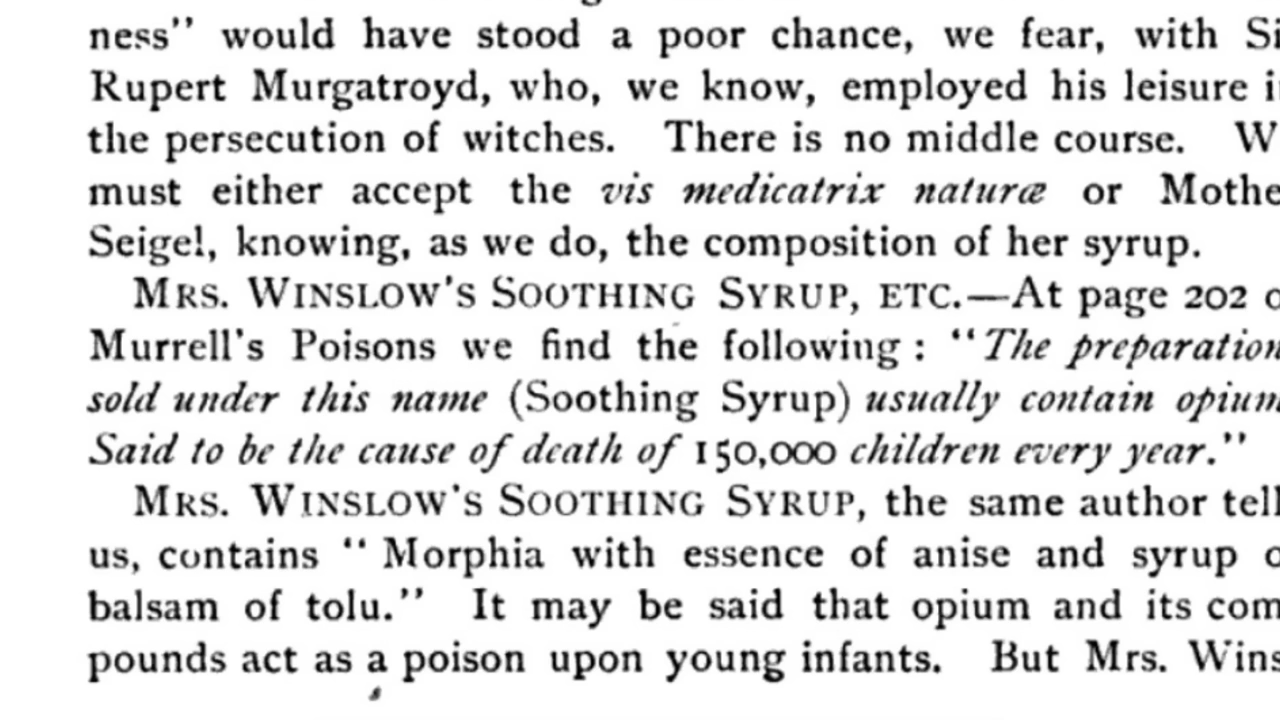 ness" would have stood a poor chance, we fear, with Si
Rupert Murgatroyd, who, we know, employed his leisure i
the persecution of witches. There is no middle course. W
must either accept the vis medicatrix naturæ or Mothe
Seigel, knowing, as we do, the composition of her syrup.
MRS. WINSLOW'S SOOTHING SYRUP, ETC.—At page 202 o
Murrell's Poisons we find the following: "The preparation
sold under this name (Soothing Syrup) usually contain opium
Said to be the cause of death of 150,000 children every year."
MRS. WINSLOW'S SOOTHING SYRUP, the same author tell
us, contains "Morphia with essence of anise and syrup o
balsam of tolu." It may be said that opium and its com
pounds act as a poison upon young infants. But Mrs. Wins